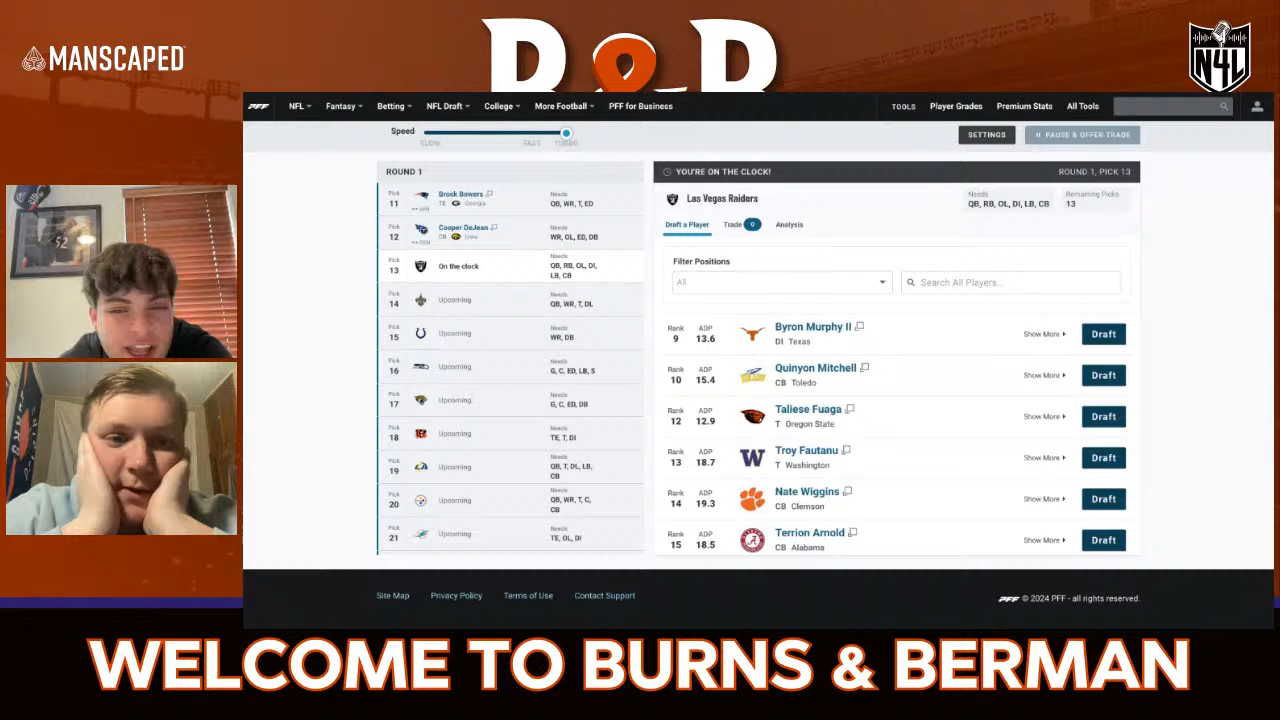 MANSCAPED
B & B
N4L
PFF
NFL
Fantasy
Betting
NFL Draft
College
More Football
PFF for Business
TOOLS
Player Grades
Premium Stats
All Tools
Speed
SLOW
FAST
TURBO
SETTINGS
PAUSE & OFFER TRADE
ROUND 1
Pick
11
Brock Bowers
TE
Georgia
Needs
QB, WR, T, ED
Pick
12
Cooper DeJean
CB
Iowa
Needs
WR, OL, ED, DB
Pick
13
On the clock
Needs
QB, RB, OL, DI,
LB, CB
Pick
14
Upcoming
Needs
QB, WR, T, DL
Pick
15
Upcoming
Needs
WR, DB
Pick
16
Upcoming
Needs
G, C, ED, LB, S
Pick
17
Upcoming
Needs
G, C, ED, DB
Pick
18
Upcoming
Needs
TE, T, DI
Pick
19
Upcoming
Needs
QB, T, DL, LB,
CB
Pick
20
Upcoming
Needs
QB, WR, T, C,
CB
Pick
21
Upcoming
Needs
TE, OL, DI
YOU'RE ON THE CLOCK!
ROUND 1, PICK 13
Las Vegas Raiders
Needs
QB, RB, OL, DI, LB, CB
Remaining Picks
13
Draft a Player
Trade 0
Analysis
Filter Positions
All
Search All Players...
Rank
9
ADP
13.6
Byron Murphy II
DI Texas
Show More
Draft
Rank
10
ADP
15.4
Quinyon Mitchell
CB Toledo
Show More
Draft
Rank
12
ADP
12.9
Taliese Fuaga
T Oregon State
Show More
Draft
Rank
13
ADP
18.7
Troy Fautanu
T Washington
Show More
Draft
Rank
14
ADP
19.3
Nate Wiggins
CB Clemson
Show More
Draft
Rank
15
ADP
18.5
Terrion Arnold
CB Alabama
Show More
Draft
Site Map
Privacy Policy
Terms of Use
Contact Support
PFF © 2024 PFF - all rights reserved.
WELCOME TO BURNS & BERMAN